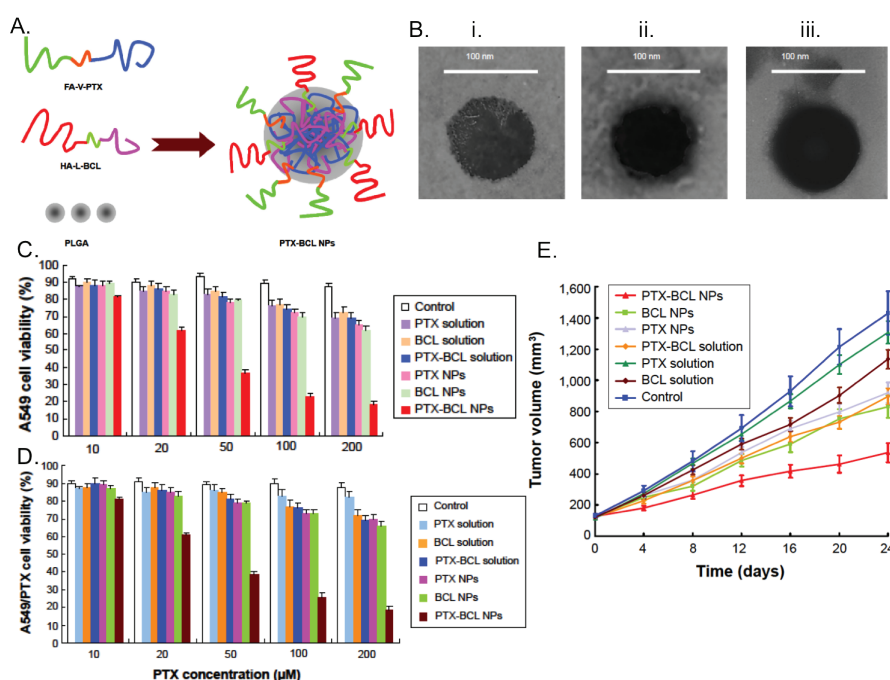 A.
FA-V-PTX
HA-L-BCL
PLGA
PTX-BCL NPs
B.
i.
ii.
iii.
100 nm
100 nm
100 nm
C.
A549 cell viability (%)
100
90
80
70
60
50
40
30
20
10
0
10
20
50
100
200
Control
PTX solution
BCL solution
PTX-BCL solution
PTX NPs
BCL NPs
PTX-BCL NPs
D.
A549/PTX cell viability (%)
100
90
80
70
60
50
40
30
20
10
0
10
20
50
100
200
PTX concentration (µM)
Control
PTX solution
BCL solution
PTX-BCL solution
PTX NPs
BCL NPs
PTX-BCL NPs
E.
Tumor volume (mm³)
1,600
1,400
1,200
1,000
800
600
400
200
0
0
4
8
12
16
20
24
Time (days)
PTX-BCL NPs
BCL NPs
PTX NPs
PTX-BCL solution
PTX solution
BCL solution
Control